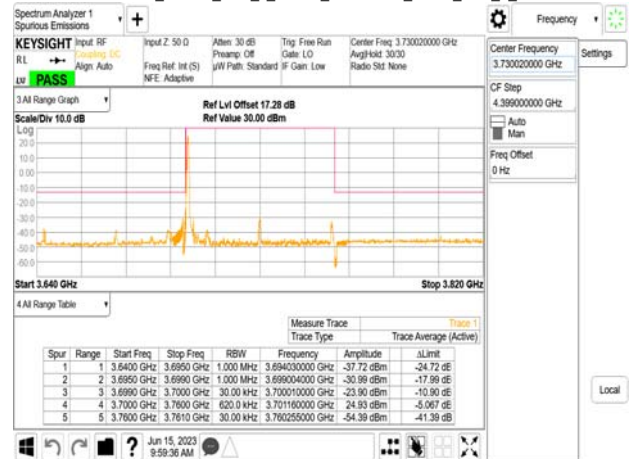 Spectrum Analyzer 1
Spurious Emissions
+
Frequency
KEYSIGHT Input: RF Input Z: 50 Ω Atten: 30 dB Trig: Free Run Center Freq: 3.730020000 GHz
RL Coupling: DC Preamp: Off Gate: LO Avg|Hold: 30/30
Align: Auto Freq Ref: Int (S) µW Path: Standard IF Gain: Low Radio Std: None
LU PASS NFE: Adaptive
Center Frequency
3.730020000 GHz
Settings
CF Step
4.399000000 GHz
Auto
Man
Freq Offset
0 Hz
Local
3 All Range Graph
Ref Lvl Offset 17.28 dB
Scale/Div 10.0 dB Ref Value 30.00 dBm
Log
20.0
10.0
0.00
-10.0
-20.0
-30.0
-40.0
-50.0
-60.0
Start 3.640 GHz Stop 3.820 GHz
4 All Range Table
Measure Trace Trace 1
Trace Type Trace Average (Active)
Spur Range Start Freq Stop Freq RBW Frequency Amplitude ΔLimit
1 1 3.6400 GHz 3.6950 GHz 1.000 MHz 3.694030000 GHz -37.72 dBm -24.72 dB
2 2 3.6950 GHz 3.6990 GHz 1.000 MHz 3.699004000 GHz -30.99 dBm -17.99 dB
3 3 3.6990 GHz 3.7000 GHz 30.00 kHz 3.700010000 GHz -23.90 dBm -10.90 dB
4 4 3.7000 GHz 3.7600 GHz 620.0 kHz 3.701160000 GHz 24.93 dBm -5.067 dB
5 5 3.7600 GHz 3.7610 GHz 30.00 kHz 3.760255000 GHz -54.39 dBm -41.39 dB
? Jun 15, 2023
9:59:36 AM